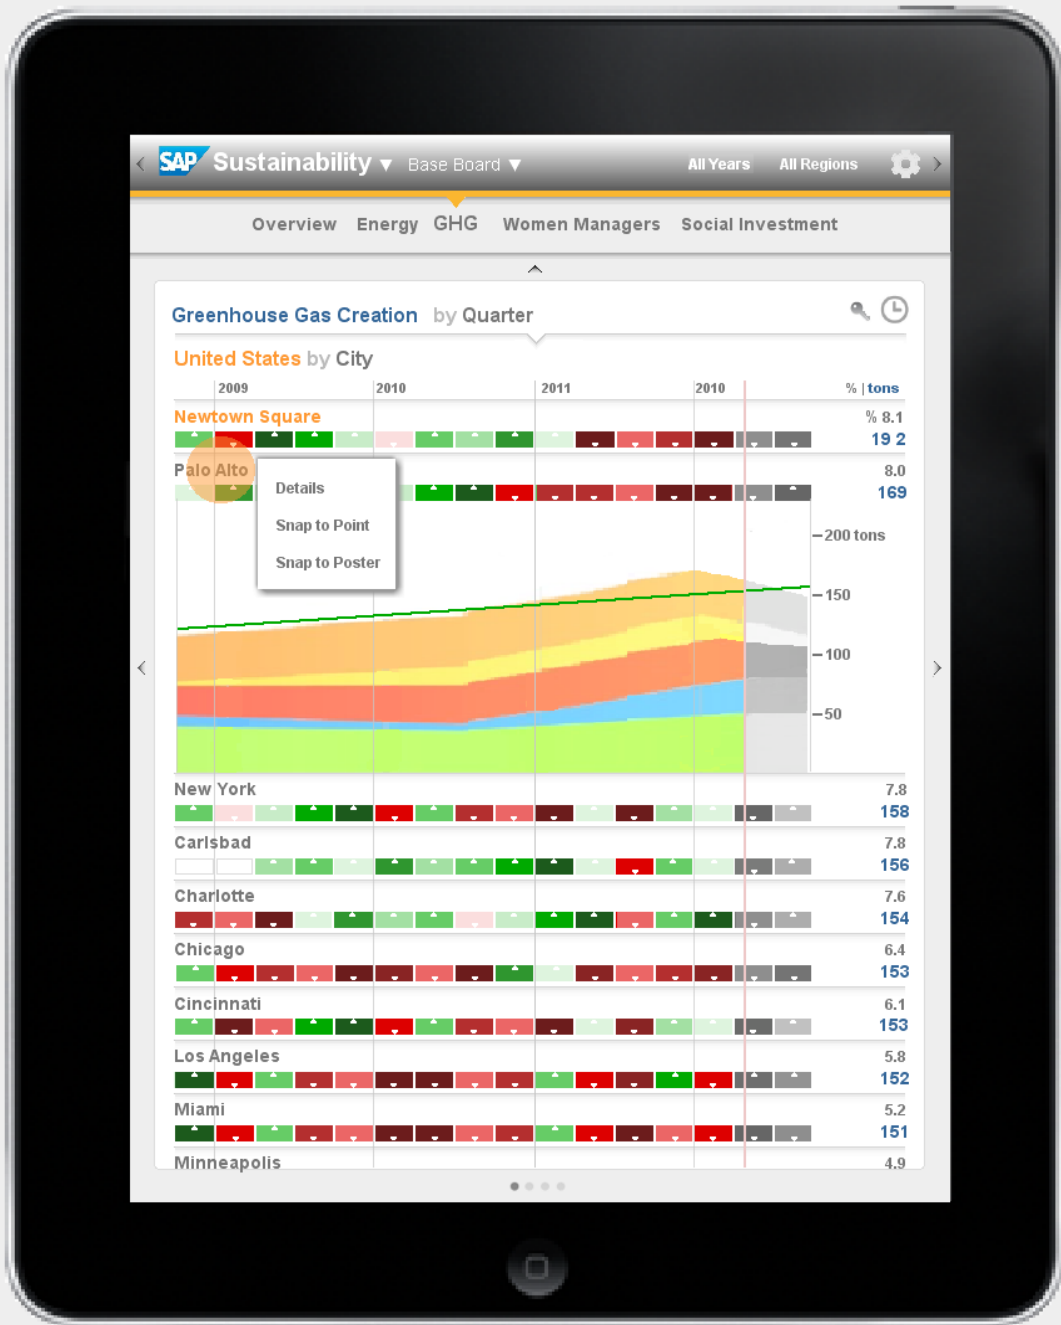 SAP Sustainability Base Board All Years All Regions
Overview Energy GHG Women Managers Social Investment
Greenhouse Gas Creation by Quarter
United States by City
2009 2010 2011 2010 % | tons
Newtown Square % 8.1
19 2
Palo Alto 8.0
169
Details
Snap to Point
Snap to Poster
200 tons
150
100
50
New York 7.8
158
Carlsbad 7.8
156
Charlotte 7.6
154
Chicago 6.4
153
Cincinnati 6.1
153
Los Angeles 5.8
152
Miami 5.2
151
Minneapolis 4.9